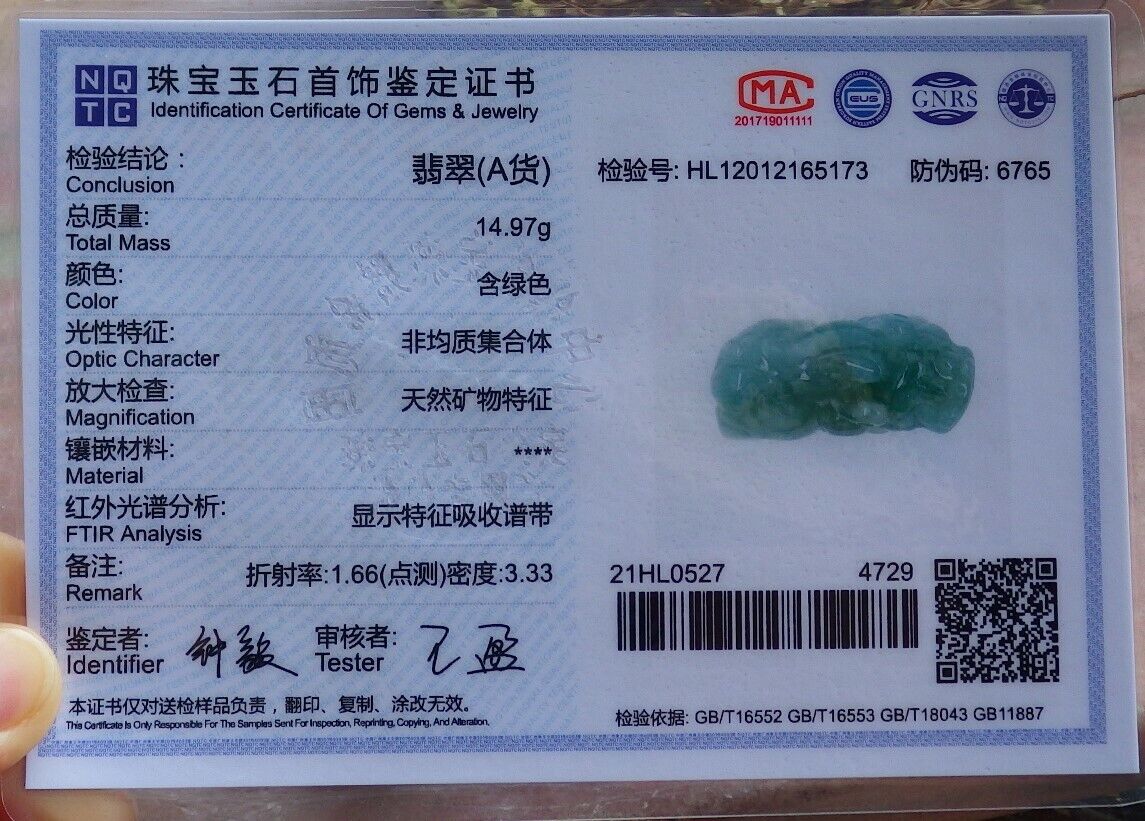 NQ
TC
珠宝玉石首饰鉴定证书
Identification Certificate Of Gems & Jewelry
MA
201719011111
GNRS
检验结论：
翡翠(A货)
Conclusion
总质量:
14.97g
Total Mass
颜色:
含绿色
Color
光性特征:
非均质集合体
Optic Character
放大检查:
天然矿物特征
Magnification
镶嵌材料:
****
Material
红外光谱分析:
显示特征吸收谱带
FTIR Analysis
备注:
折射率:1.66(点测)密度:3.33
Remark
鉴定者:
Identifier
审核者:
Tester
本证书仅对送检样品负责，翻印、复制、涂改无效。
This Certificate Is Only Responsible For The Samples Sent For Inspection, Reprinting, Copying, And Alteration.
检验号: HL12012165173 防伪码: 6765
21HL0527 4729
检验依据: GB/T16552 GB/T16553 GB/T18043 GB11887